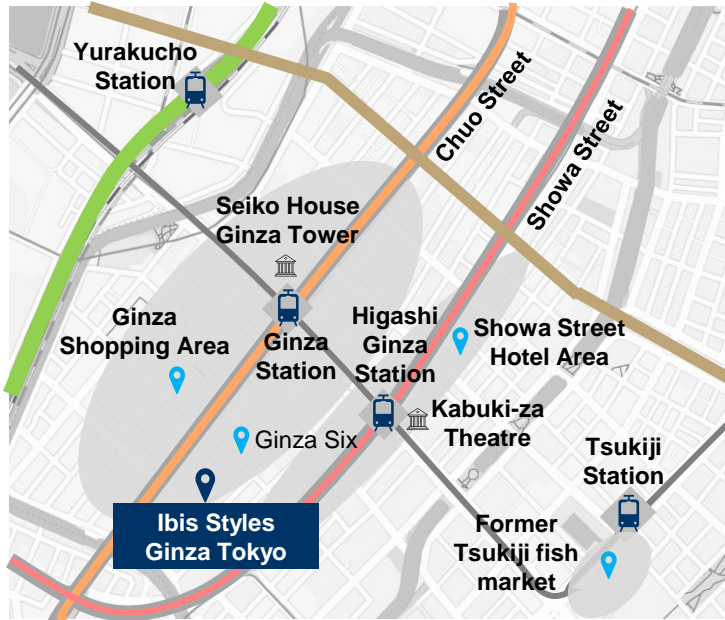 Yurakucho
Station
Chuo Street
Showa Street
Seiko House
Ginza Tower
Ginza
Shopping Area
Ginza
Station
Higashi
Ginza
Station
Showa Street
Hotel Area
Kabuki-za
Theatre
Ginza Six
Tsukiji
Station
Ibis Styles
Ginza Tokyo
Former
Tsukiji fish
market